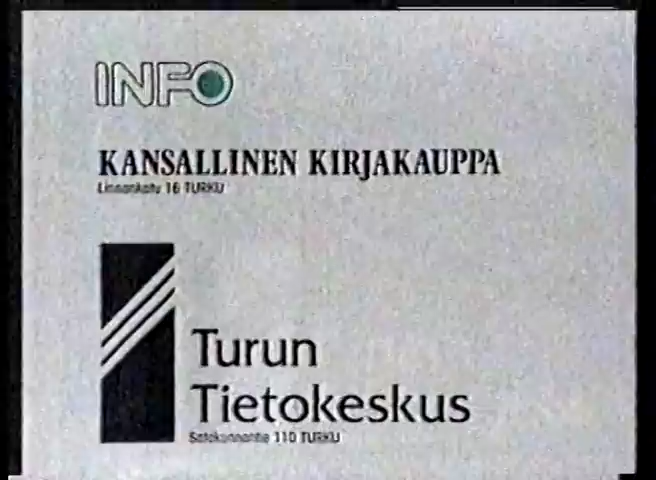 INFO
KANSALLINEN KIRJAKAUPPA
Linnankatu 16 TURKU
Turun
Tietokeskus
Satakunnantie 110 TURKU